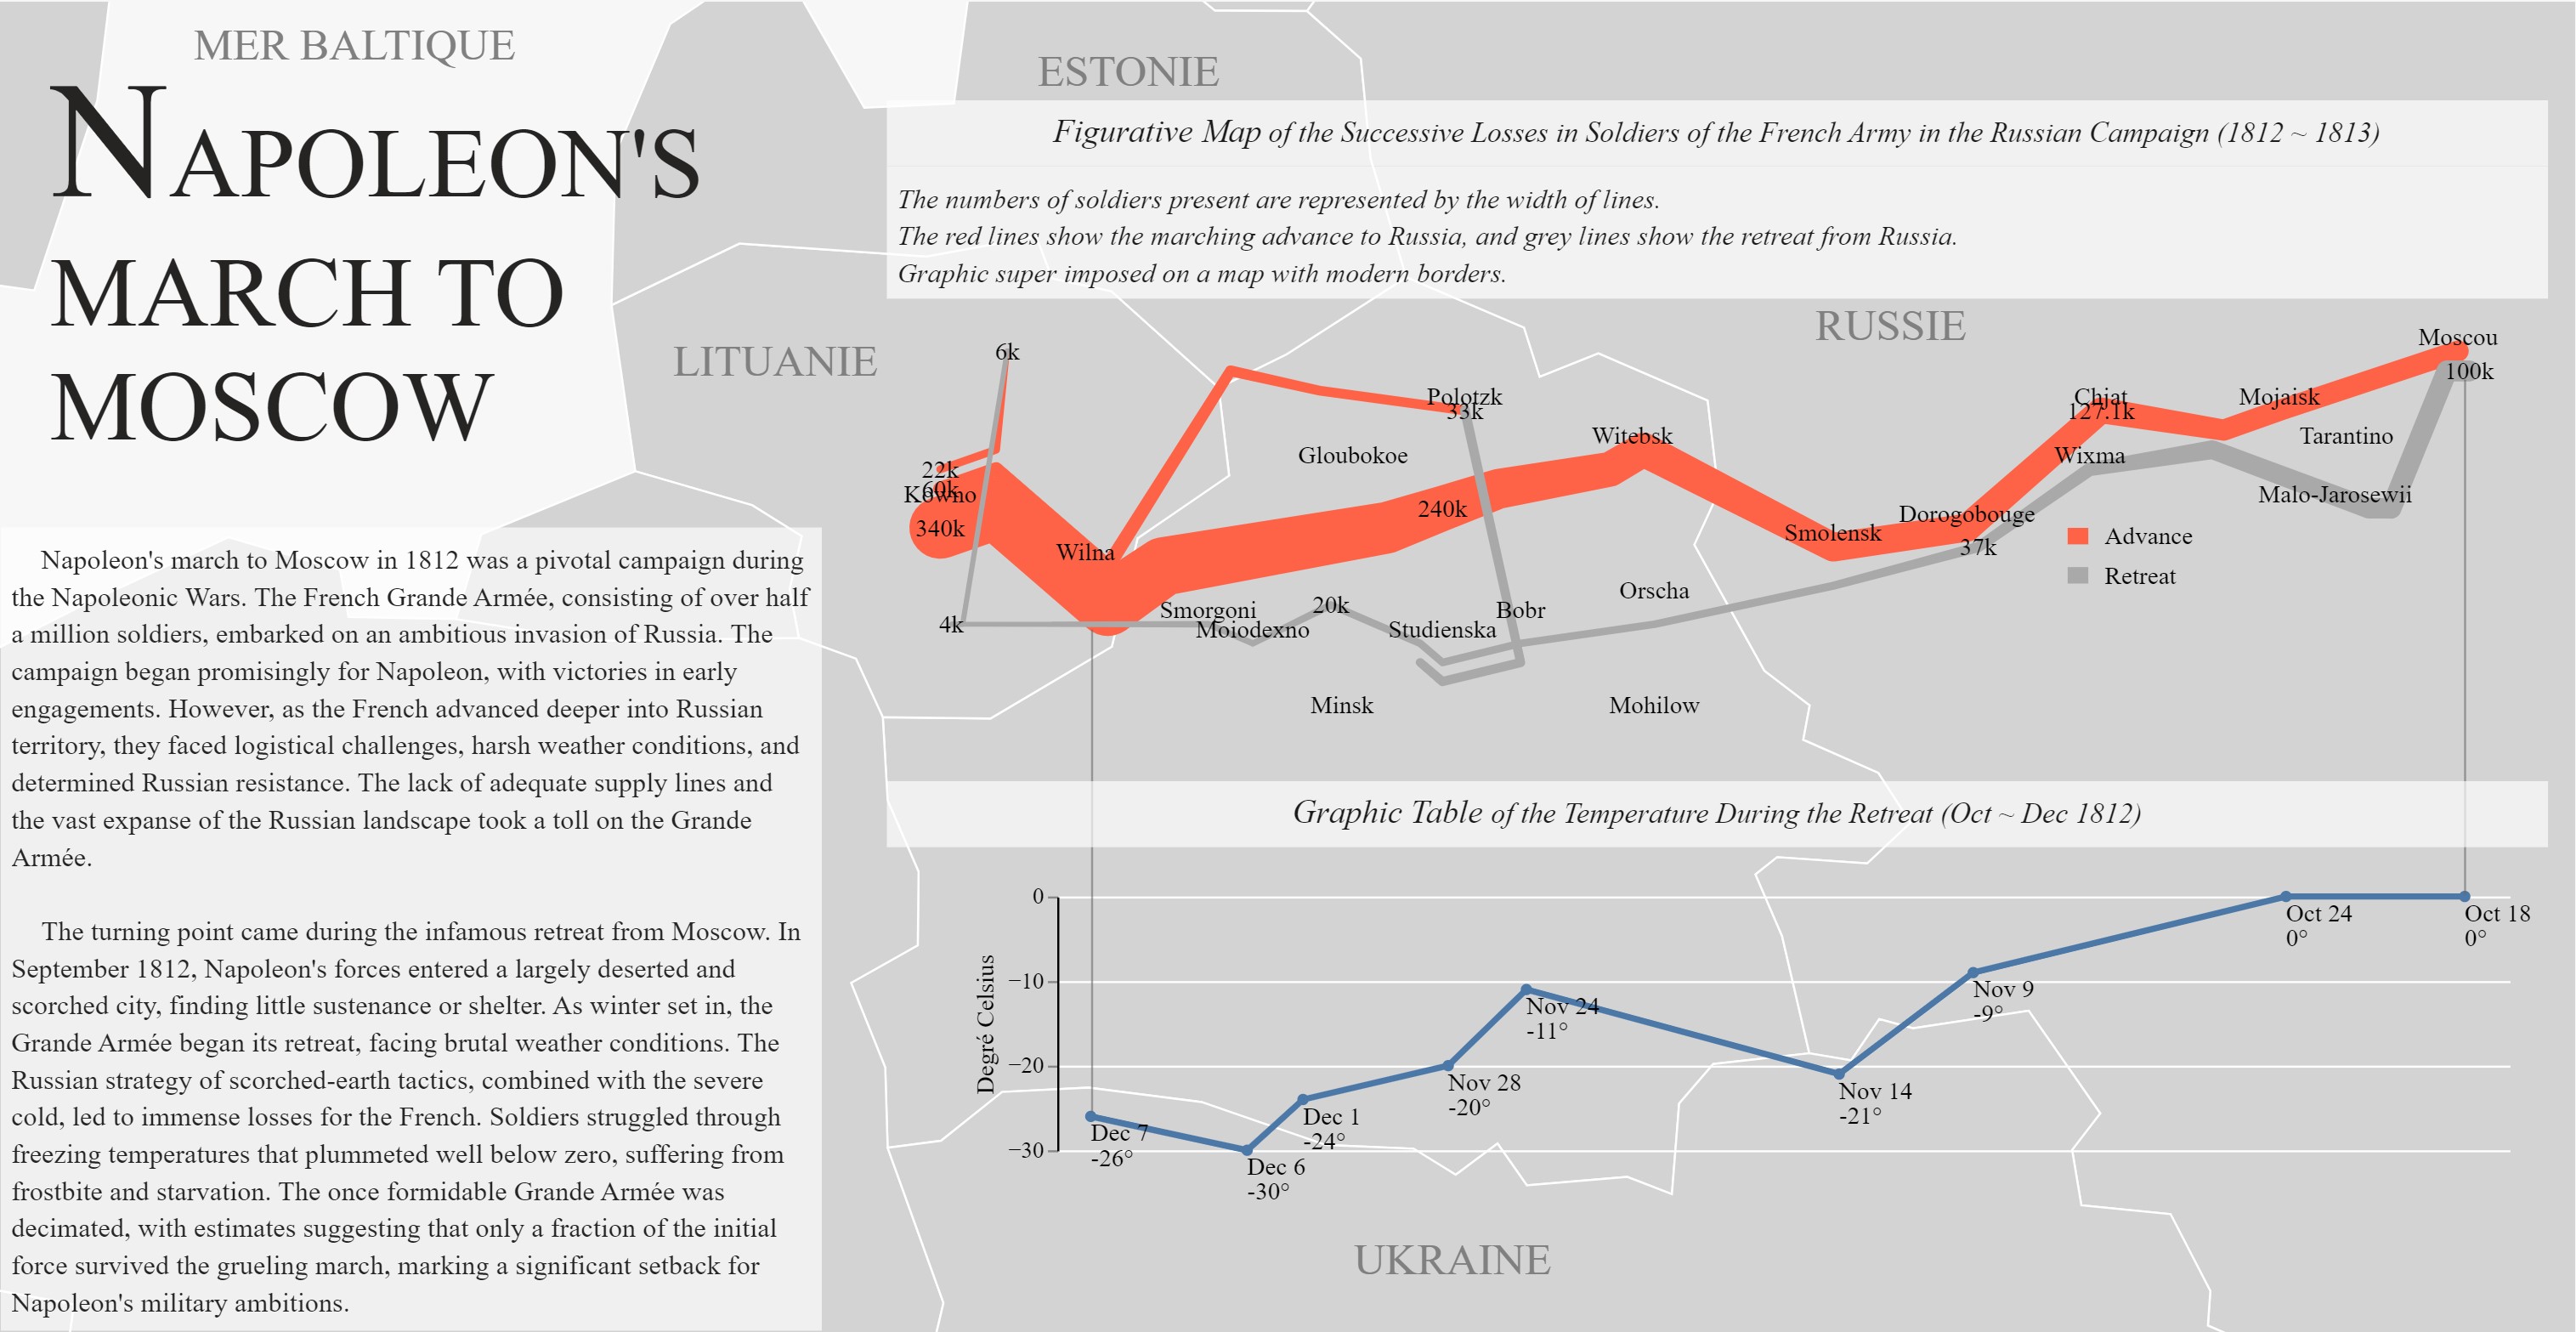 MER BALTIQUE
NAPOLEON'S
MARCH TO
MOSCOW
Napoleon's march to Moscow in 1812 was a pivotal campaign during
the Napoleonic Wars. The French Grande Armée, consisting of over half
a million soldiers, embarked on an ambitious invasion of Russia. The
campaign began promisingly for Napoleon, with victories in early
engagements. However, as the French advanced deeper into Russian
territory, they faced logistical challenges, harsh weather conditions, and
determined Russian resistance. The lack of adequate supply lines and
the vast expanse of the Russian landscape took a toll on the Grande
Armée.
The turning point came during the infamous retreat from Moscow. In
September 1812, Napoleon's forces entered a largely deserted and
scorched city, finding little sustenance or shelter. As winter set in, the
Grande Armée began its retreat, facing brutal weather conditions. The
Russian strategy of scorched-earth tactics, combined with the severe
cold, led to immense losses for the French. Soldiers struggled through
freezing temperatures that plummeted well below zero, suffering from
frostbite and starvation. The once formidable Grande Armée was
decimated, with estimates suggesting that only a fraction of the initial
force survived the grueling march, marking a significant setback for
Napoleon's military ambitions.
ESTONIE
Figurative Map of the Successive Losses in Soldiers of the French Army in the Russian Campaign (1812 ~ 1813)
The numbers of soldiers present are represented by the width of lines.
The red lines show the marching advance to Russia, and grey lines show the retreat from Russia.
Graphic super imposed on a map with modern borders.
RUSSIE
LITUANIE
Moscou
6k
100k
Polotzk
33k
Chjat
127.1k
Mojaisk
Witebsk
Tarantino
Gloubokoe
Wixma
22k
60k
Kowno
Malo-Jarosewii
240k
Dorogobouge
340k
Smolensk
Advance
37k
Wilna
Retreat
Orscha
20k
Smorgoni
Bobr
4k
Moiodexno
Studienska
Minsk
Mohilow
Graphic Table of the Temperature During the Retreat (Oct ~ Dec 1812)
Degré Celsius
0
−10
−20
−30
Oct 24
0°
Oct 18
0°
Nov 9
-9°
Nov 24
-11°
Nov 28
-20°
Nov 14
-21°
Dec 1
-24°
Dec 7
-26°
Dec 6
-30°
UKRAINE